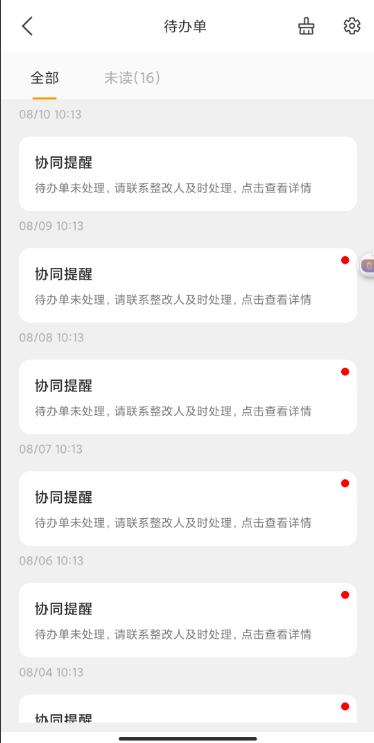 待办单
全部
未读(16)
08/10 10:13
协同提醒
待办单未处理，请联系整改人及时处理，点击查看详情
08/09 10:13
协同提醒
待办单未处理，请联系整改人及时处理，点击查看详情
08/08 10:13
协同提醒
待办单未处理，请联系整改人及时处理，点击查看详情
08/07 10:13
协同提醒
待办单未处理，请联系整改人及时处理，点击查看详情
08/06 10:13
协同提醒
待办单未处理，请联系整改人及时处理，点击查看详情
08/04 10:13
协同提醒